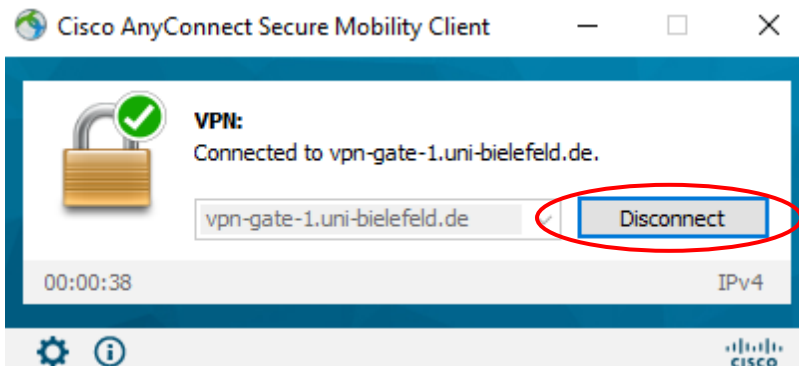 Cisco AnyConnect Secure Mobility Client
VPN:
Connected to vpn-gate-1.uni-bielefeld.de.
vpn-gate-1.uni-bielefeld.de
Disconnect
00:00:38
IPv4
cisco